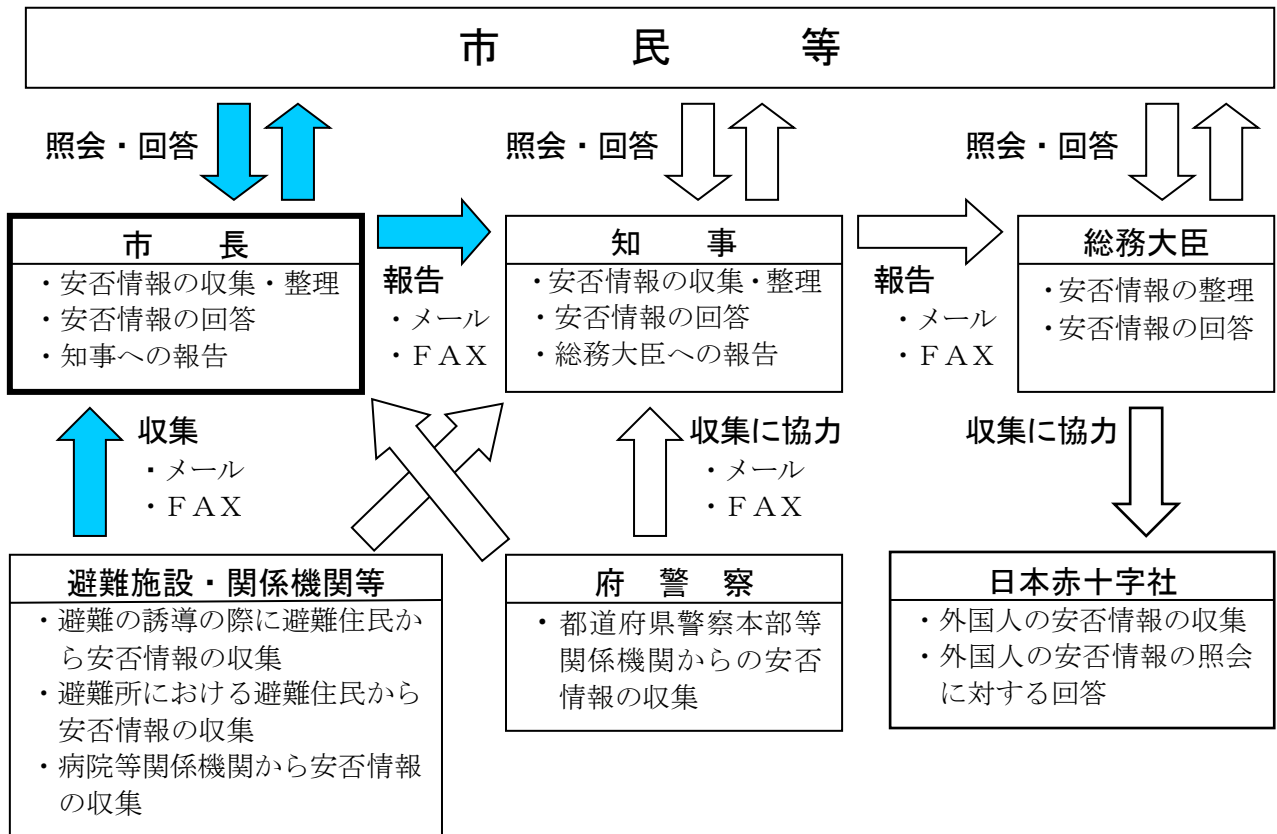 市　民　等
照会・回答
照会・回答
照会・回答
市　長
・安否情報の収集・整理
・安否情報の回答
・知事への報告
報告
・メール
・ＦＡＸ
知　事
・安否情報の収集・整理
・安否情報の回答
・総務大臣への報告
報告
・メール
・ＦＡＸ
総務大臣
・安否情報の整理
・安否情報の回答
収集
・メール
・ＦＡＸ
収集に協力
・メール
・ＦＡＸ
収集に協力
避難施設・関係機関等
・避難の誘導の際に避難住民か
ら安否情報の収集
・避難所における避難住民から
安否情報の収集
・病院等関係機関から安否情報
の収集
府　警　察
・都道府県警察本部等
関係機関からの安否
情報の収集
日本赤十字社
・外国人の安否情報の収集
・外国人の安否情報の照会
に対する回答